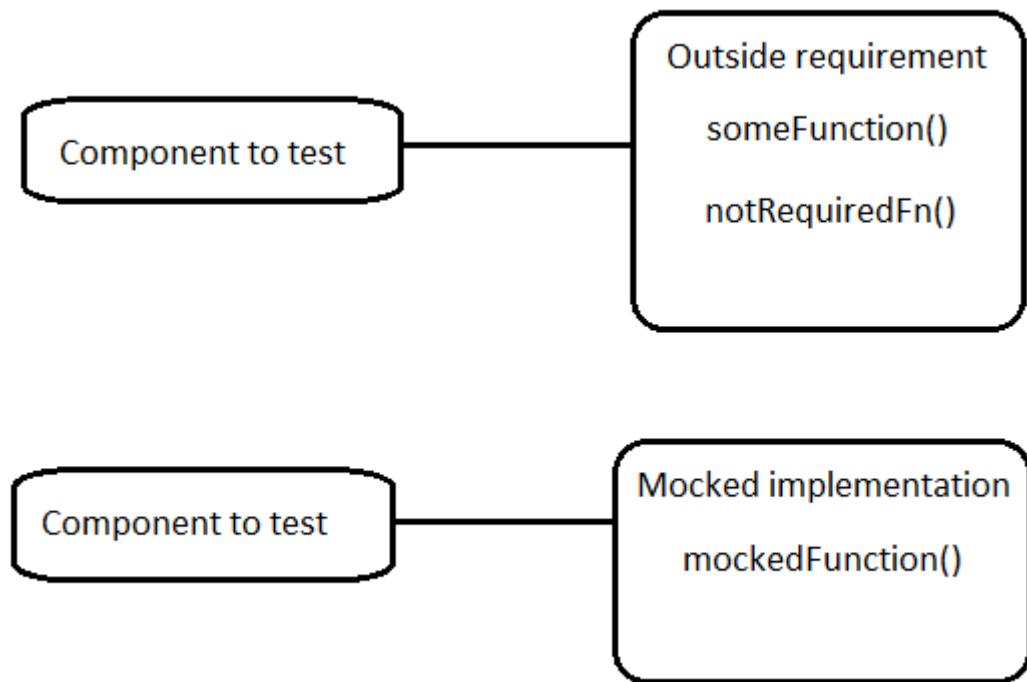 Outside requirement
someFunction()
Component to test
notRequiredFn()
Mocked implementation
Component to test
mockedFunction()